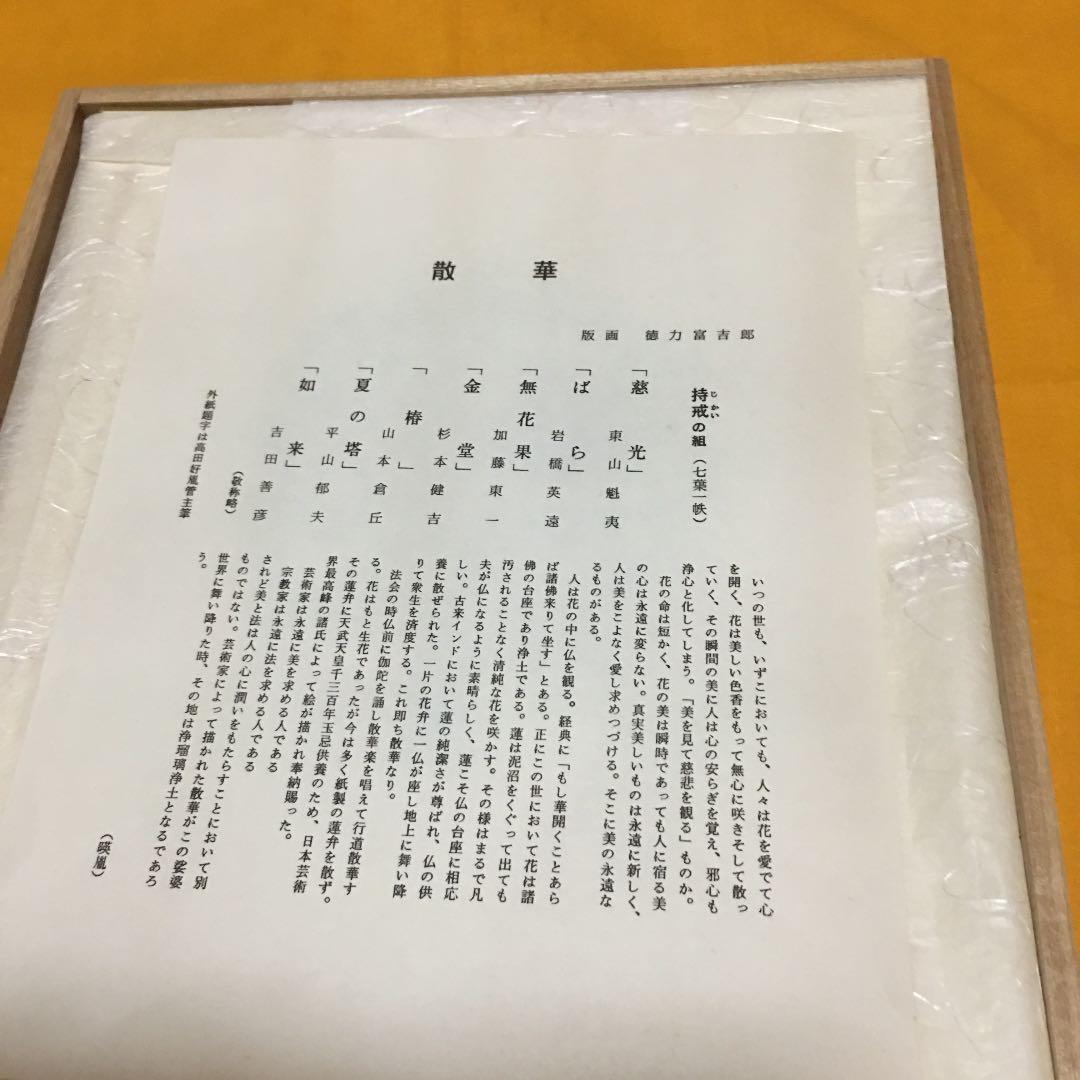 散華
版画 徳力富吉郎
持戒の組（七葉一帙）
じかい
「慈光」
東山魁夷
「ばら」
岩橋英遠
「無花果」
加藤東一
「金堂」
杉本健吉
「椿」
山本倉丘
「夏の塔」
平山郁夫
「如来」
吉田善彦
（敬称略）
外紙題字は高田好胤管主筆
いつの世も、いずこにおいても、人々は花を愛でて心
を開く、花は美しい色香をもって無心に咲きそして散っ
ていく、その瞬間の美に人は心の安らぎを覚え、邪心も
浄心と化してしまう。「美を見て慈悲を観る」ものか。
花の命は短かく、花の美は瞬時であっても人に宿る美
の心は永遠に変らない。真実美しいものは永遠に新しく、
人は美をこよなく愛し求めつづける。そこに美の永遠な
るものがある。
人は花の中に仏を観る。経典に「もし華開くことあら
ば諸佛来りて坐す」とある。正にこの世において花は諸
佛の台座であり浄土である。蓮は泥沼をくぐって出ても
汚されることなく清純な花を咲かす。その様はまるで凡
夫が仏になるように素晴らしく、蓮こそ仏の台座に相応
しい。古来インドにおいて蓮の純潔さが尊ばれ、仏の供
養に散ぜられた。一片の花弁に一仏が座し地上に舞い降
りて衆生を済度する。これ即ち散華なり。
法会の時仏前に伽陀を誦し散華楽を唱えて行道散華す
る。花はもと生花であったが今は多く紙製の蓮弁を散ず。
その蓮弁に天武天皇千三百年玉忌供養のため、日本芸術
界最高峰の諸氏によって絵が描かれ奉納賜った。
芸術家は永遠に美を求める人である
宗教家は永遠に法を求める人である
されど美と法は人の心に潤いをもたらすことにおいて別
ものではない。芸術家によって描かれた散華がこの娑婆
世界に舞い降りた時、その地は浄瑠璃浄土となるであろ
う。
（暎胤）